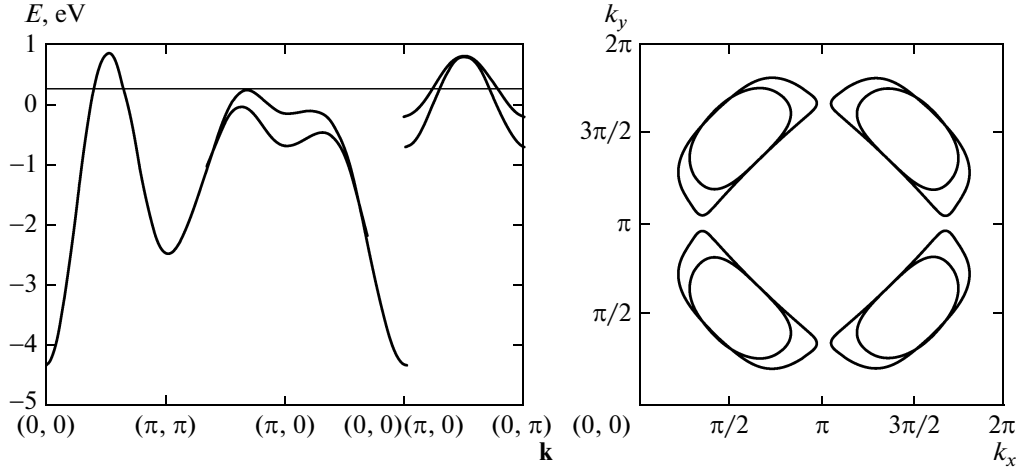 E, eV
1
0
−1
−2
−3
−4
−5
(0, 0)
(π, π)
(π, 0)
(0, 0)(π, 0)
(0, π)
k
k_y
2π
3π/2
π
π/2
(0, 0)
π/2
π
3π/2
2π
k_x